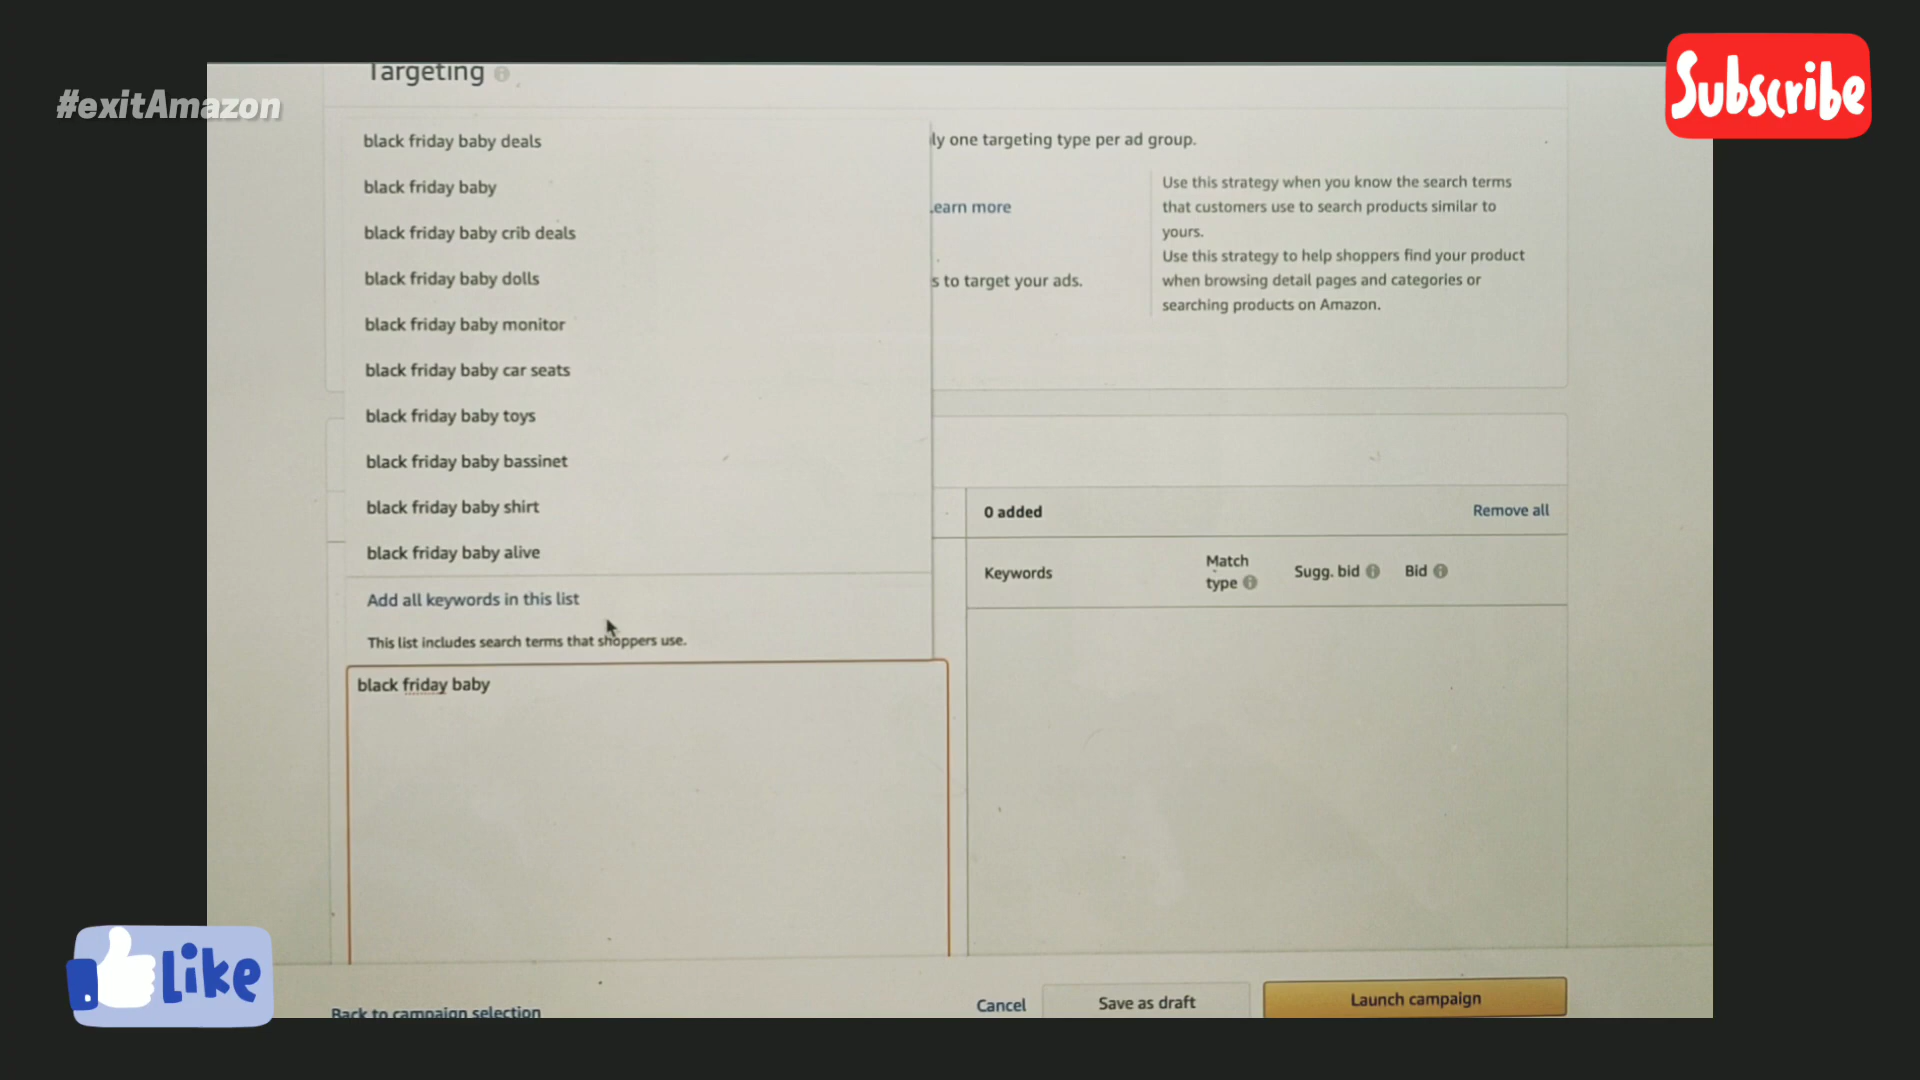 #exitAmazon
Subscribe
Targeting
black friday baby deals
black friday baby
black friday baby crib deals
black friday baby dolls
black friday baby monitor
black friday baby car seats
black friday baby toys
black friday baby bassinet
black friday baby shirt
black friday baby alive
Add all keywords in this list
This list includes search terms that shoppers use.
black friday baby
ly one targeting type per ad group.
earn more
s to target your ads.
Use this strategy when you know the search terms
that customers use to search products similar to
yours.
Use this strategy to help shoppers find your product
when browsing detail pages and categories or
searching products on Amazon.
0 added
Remove all
Keywords
Match
type
Sugg. bid
Bid
Like
Back to campaign selection
Cancel
Save as draft
Launch campaign